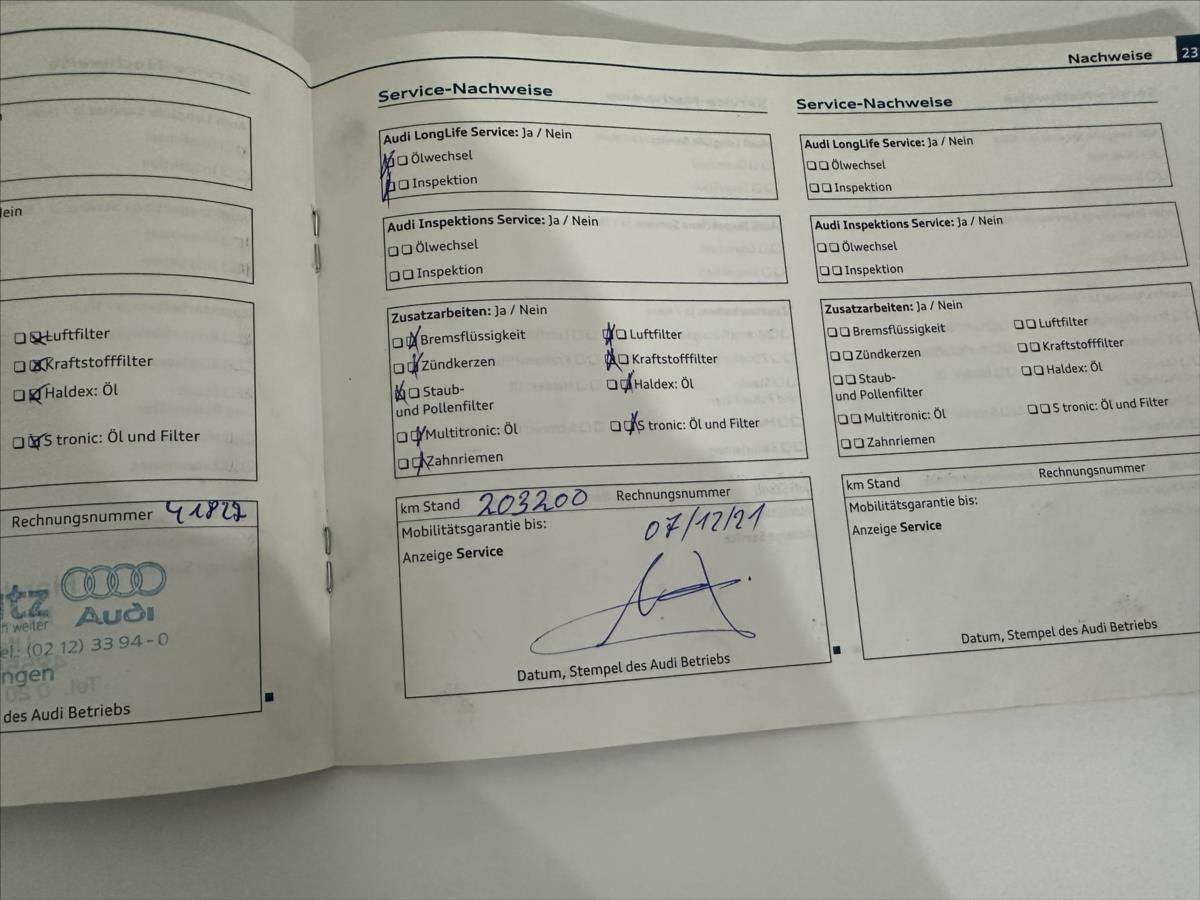 lein
Luftfilter
Kraftstofffilter
Haldex: Öl
S tronic: Öl und Filter
Rechnungsnummer 41822
itz
Audi
n weiter
el. (02 12) 33 94-0
ngen
des Audi Betriebs
Nachweise 23
Service-Nachweise
Audi LongLife Service: Ja / Nein
Ölwechsel
Inspektion
Audi Inspektions Service: Ja / Nein
Ölwechsel
Inspektion
Zusatzarbeiten: Ja / Nein
Bremsflüssigkeit Luftfilter
Zündkerzen Kraftstofffilter
Staub- Haldex: Öl
und Pollenfilter
Multitronic: Öl S tronic: Öl und Filter
Zahnriemen
km Stand 203200 Rechnungsnummer
Mobilitätsgarantie bis: 07/12/21
Anzeige Service
Datum, Stempel des Audi Betriebs
Service-Nachweise
Audi LongLife Service: Ja / Nein
Ölwechsel
Inspektion
Audi Inspektions Service: Ja / Nein
Ölwechsel
Inspektion
Zusatzarbeiten: Ja / Nein
Bremsflüssigkeit Luftfilter
Zündkerzen Kraftstofffilter
Staub- Haldex: Öl
und Pollenfilter
Multitronic: Öl S tronic: Öl und Filter
Zahnriemen
km Stand Rechnungsnummer
Mobilitätsgarantie bis:
Anzeige Service
Datum, Stempel des Audi Betriebs